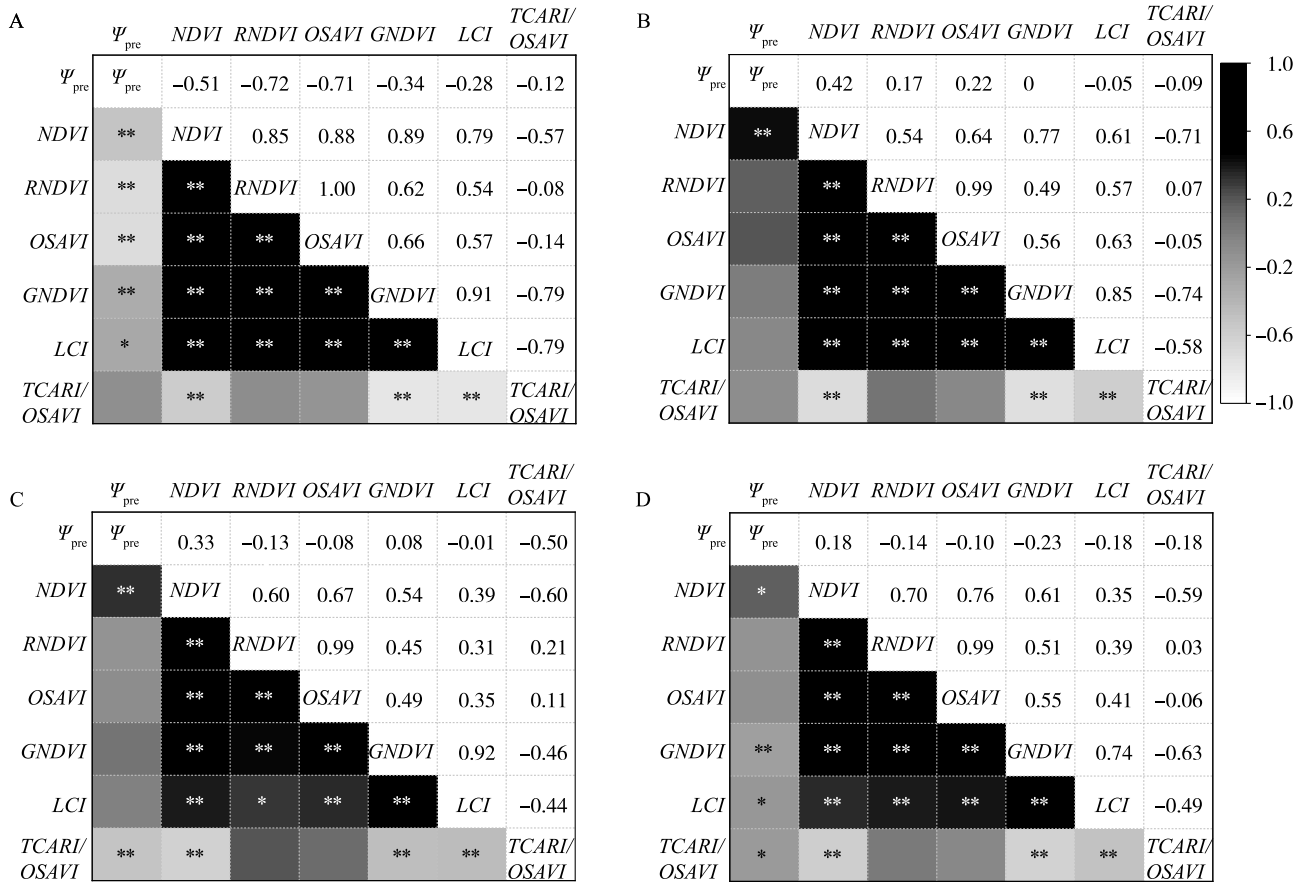 A
Ψpre NDVI RNDVI OSAVI GNDVI LCI TCARI/
OSAVI
Ψpre Ψpre −0.51 −0.72 −0.71 −0.34 −0.28 −0.12
NDVI ** NDVI 0.85 0.88 0.89 0.79 −0.57
RNDVI ** ** RNDVI 1.00 0.62 0.54 −0.08
OSAVI ** ** ** OSAVI 0.66 0.57 −0.14
GNDVI ** ** ** ** GNDVI 0.91 −0.79
LCI * ** ** ** ** LCI −0.79
TCARI/ ** ** ** TCARI/
OSAVI OSAVI
B
Ψpre NDVI RNDVI OSAVI GNDVI LCI TCARI/
OSAVI
Ψpre Ψpre 0.42 0.17 0.22 0 −0.05 −0.09
NDVI ** NDVI 0.54 0.64 0.77 0.61 −0.71
RNDVI ** RNDVI 0.99 0.49 0.57 0.07
OSAVI ** ** OSAVI 0.56 0.63 −0.05
GNDVI ** ** ** GNDVI 0.85 −0.74
LCI ** ** ** ** LCI −0.58
TCARI/ ** ** ** TCARI/
OSAVI OSAVI
1.0
0.6
0.2
−0.2
−0.6
−1.0
C
Ψpre NDVI RNDVI OSAVI GNDVI LCI TCARI/
OSAVI
Ψpre Ψpre 0.33 −0.13 −0.08 0.08 −0.01 −0.50
NDVI ** NDVI 0.60 0.67 0.54 0.39 −0.60
RNDVI ** RNDVI 0.99 0.45 0.31 0.21
OSAVI ** ** OSAVI 0.49 0.35 0.11
GNDVI ** ** ** GNDVI 0.92 −0.46
LCI ** * ** ** LCI −0.44
TCARI/ ** ** ** ** TCARI/
OSAVI OSAVI
D
Ψpre NDVI RNDVI OSAVI GNDVI LCI TCARI/
OSAVI
Ψpre Ψpre 0.18 −0.14 −0.10 −0.23 −0.18 −0.18
NDVI * NDVI 0.70 0.76 0.61 0.35 −0.59
RNDVI ** RNDVI 0.99 0.51 0.39 0.03
OSAVI ** ** OSAVI 0.55 0.41 −0.06
GNDVI ** ** ** ** GNDVI 0.74 −0.63
LCI * ** ** ** ** LCI −0.49
TCARI/ * ** ** ** TCARI/
OSAVI OSAVI